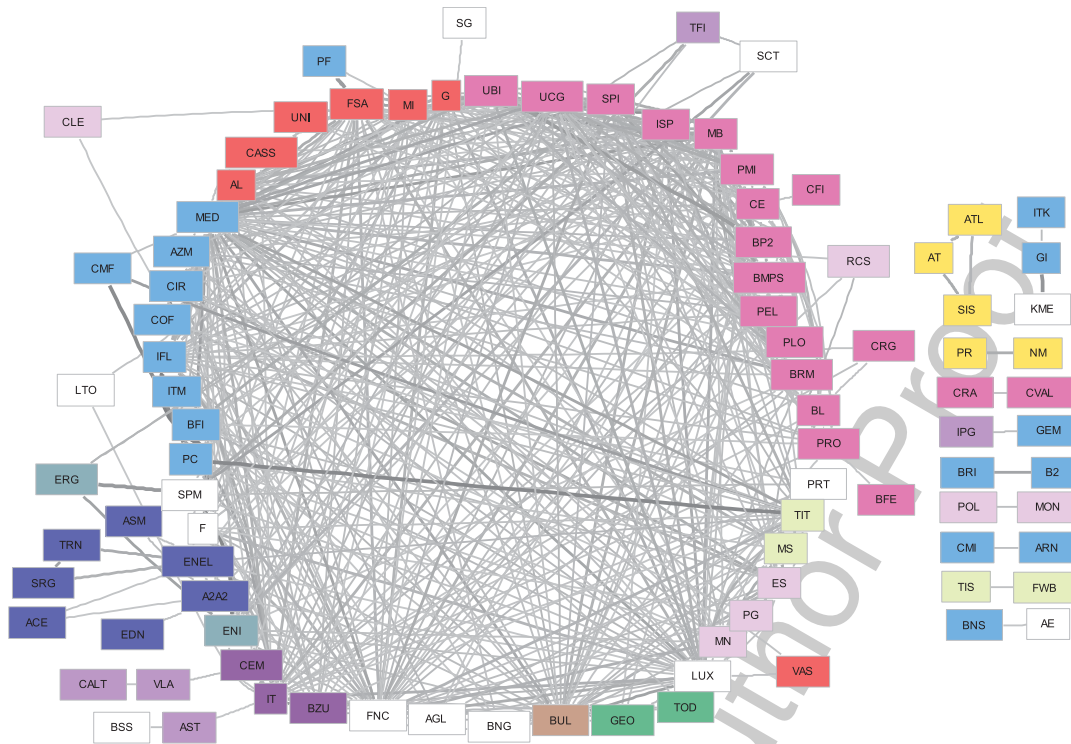 SG
TFI
SCT
PF
UBI
UCG
SPI
G
MI
FSA
UNI
ISP
MB
CLE
CASS
PMI
AL
CE
CFI
MED
ATL
ITK
AZM
BP2
RCS
AT
GI
CMF
CIR
BMPS
COF
PEL
SIS
KME
IFL
PLO
CRG
PR
NM
LTO
ITM
BRM
CRA
CVAL
BFI
BL
IPG
GEM
PC
PRO
ERG
SPM
PRT
BFE
BRI
B2
ASM
F
TIT
POL
MON
TRN
ENEL
MS
CMI
ARN
SRG
A2A2
ES
TIS
FWB
ACE
EDN
ENI
PG
BNS
AE
MN
CEM
LUX
VAS
CALT
VLA
IT
BZU
FNC
AGL
BNG
BUL
GEO
TOD
BSS
AST
thor Proof